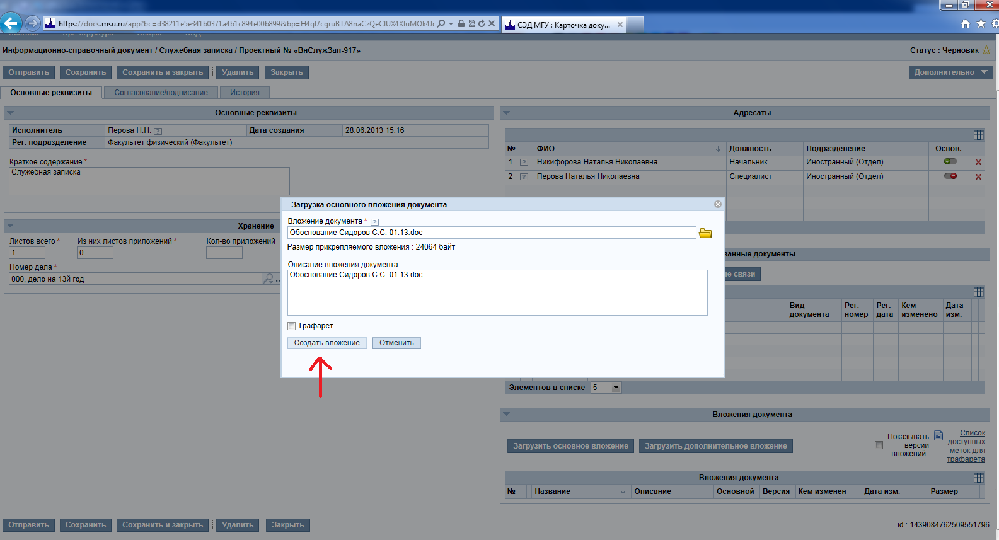 https://docs.msu.ru/app?bc=d38211e5e341b0371a4b1c894e00b899&bp=H4gI7cgruBTA8naCzQeCIUX4XIuMOk4J
СЭД МГУ : Карточка доку...
Информационно-справочный документ / Служебная записка / Проектный № «ВнСлужЗап-917»
Статус : Черновик
Отправить Сохранить Сохранить и закрыть Удалить Закрыть
Дополнительно
Основные реквизиты Согласование/подписание История
Основные реквизиты
Исполнитель Перова Н.Н. ? Дата создания 28.06.2013 15:16
Рег. подразделение Факультет физический (Факультет)
Краткое содержание *
Служебная записка
Адресаты
№ ФИО Должность Подразделение Основ.
1 ? Никифорова Наталья Николаевна Начальник Иностранный (Отдел)
2 ? Перова Наталья Николаевна Специалист Иностранный (Отдел)
Хранение
Листов всего * Из них листов приложений * Кол-во приложений
1 0
Номер дела *
000, дело на 13й год
Загрузка основного вложения документа
Вложение документа * ?
Обоснование Сидоров С.С. 01.13.doc
Размер прикрепляемого вложения : 24064 байт
Описание вложения документа
Обоснование Сидоров С.С. 01.13.doc
Трафарет
Создать вложение Отменить
занные документы
ые связи
Вид документа Рег. номер Рег. дата Кем изменено Дата изм.
Элементов в списке 5
Вложения документа
Загрузить основное вложение Загрузить дополнительное вложение
Показывать версии вложений
Список доступных меток для трафарета
Вложения документа
№ Название Описание Основной Версия Кем изменен Дата изм. Размер
Отправить Сохранить Сохранить и закрыть Удалить Закрыть
id : 1439084762509551796